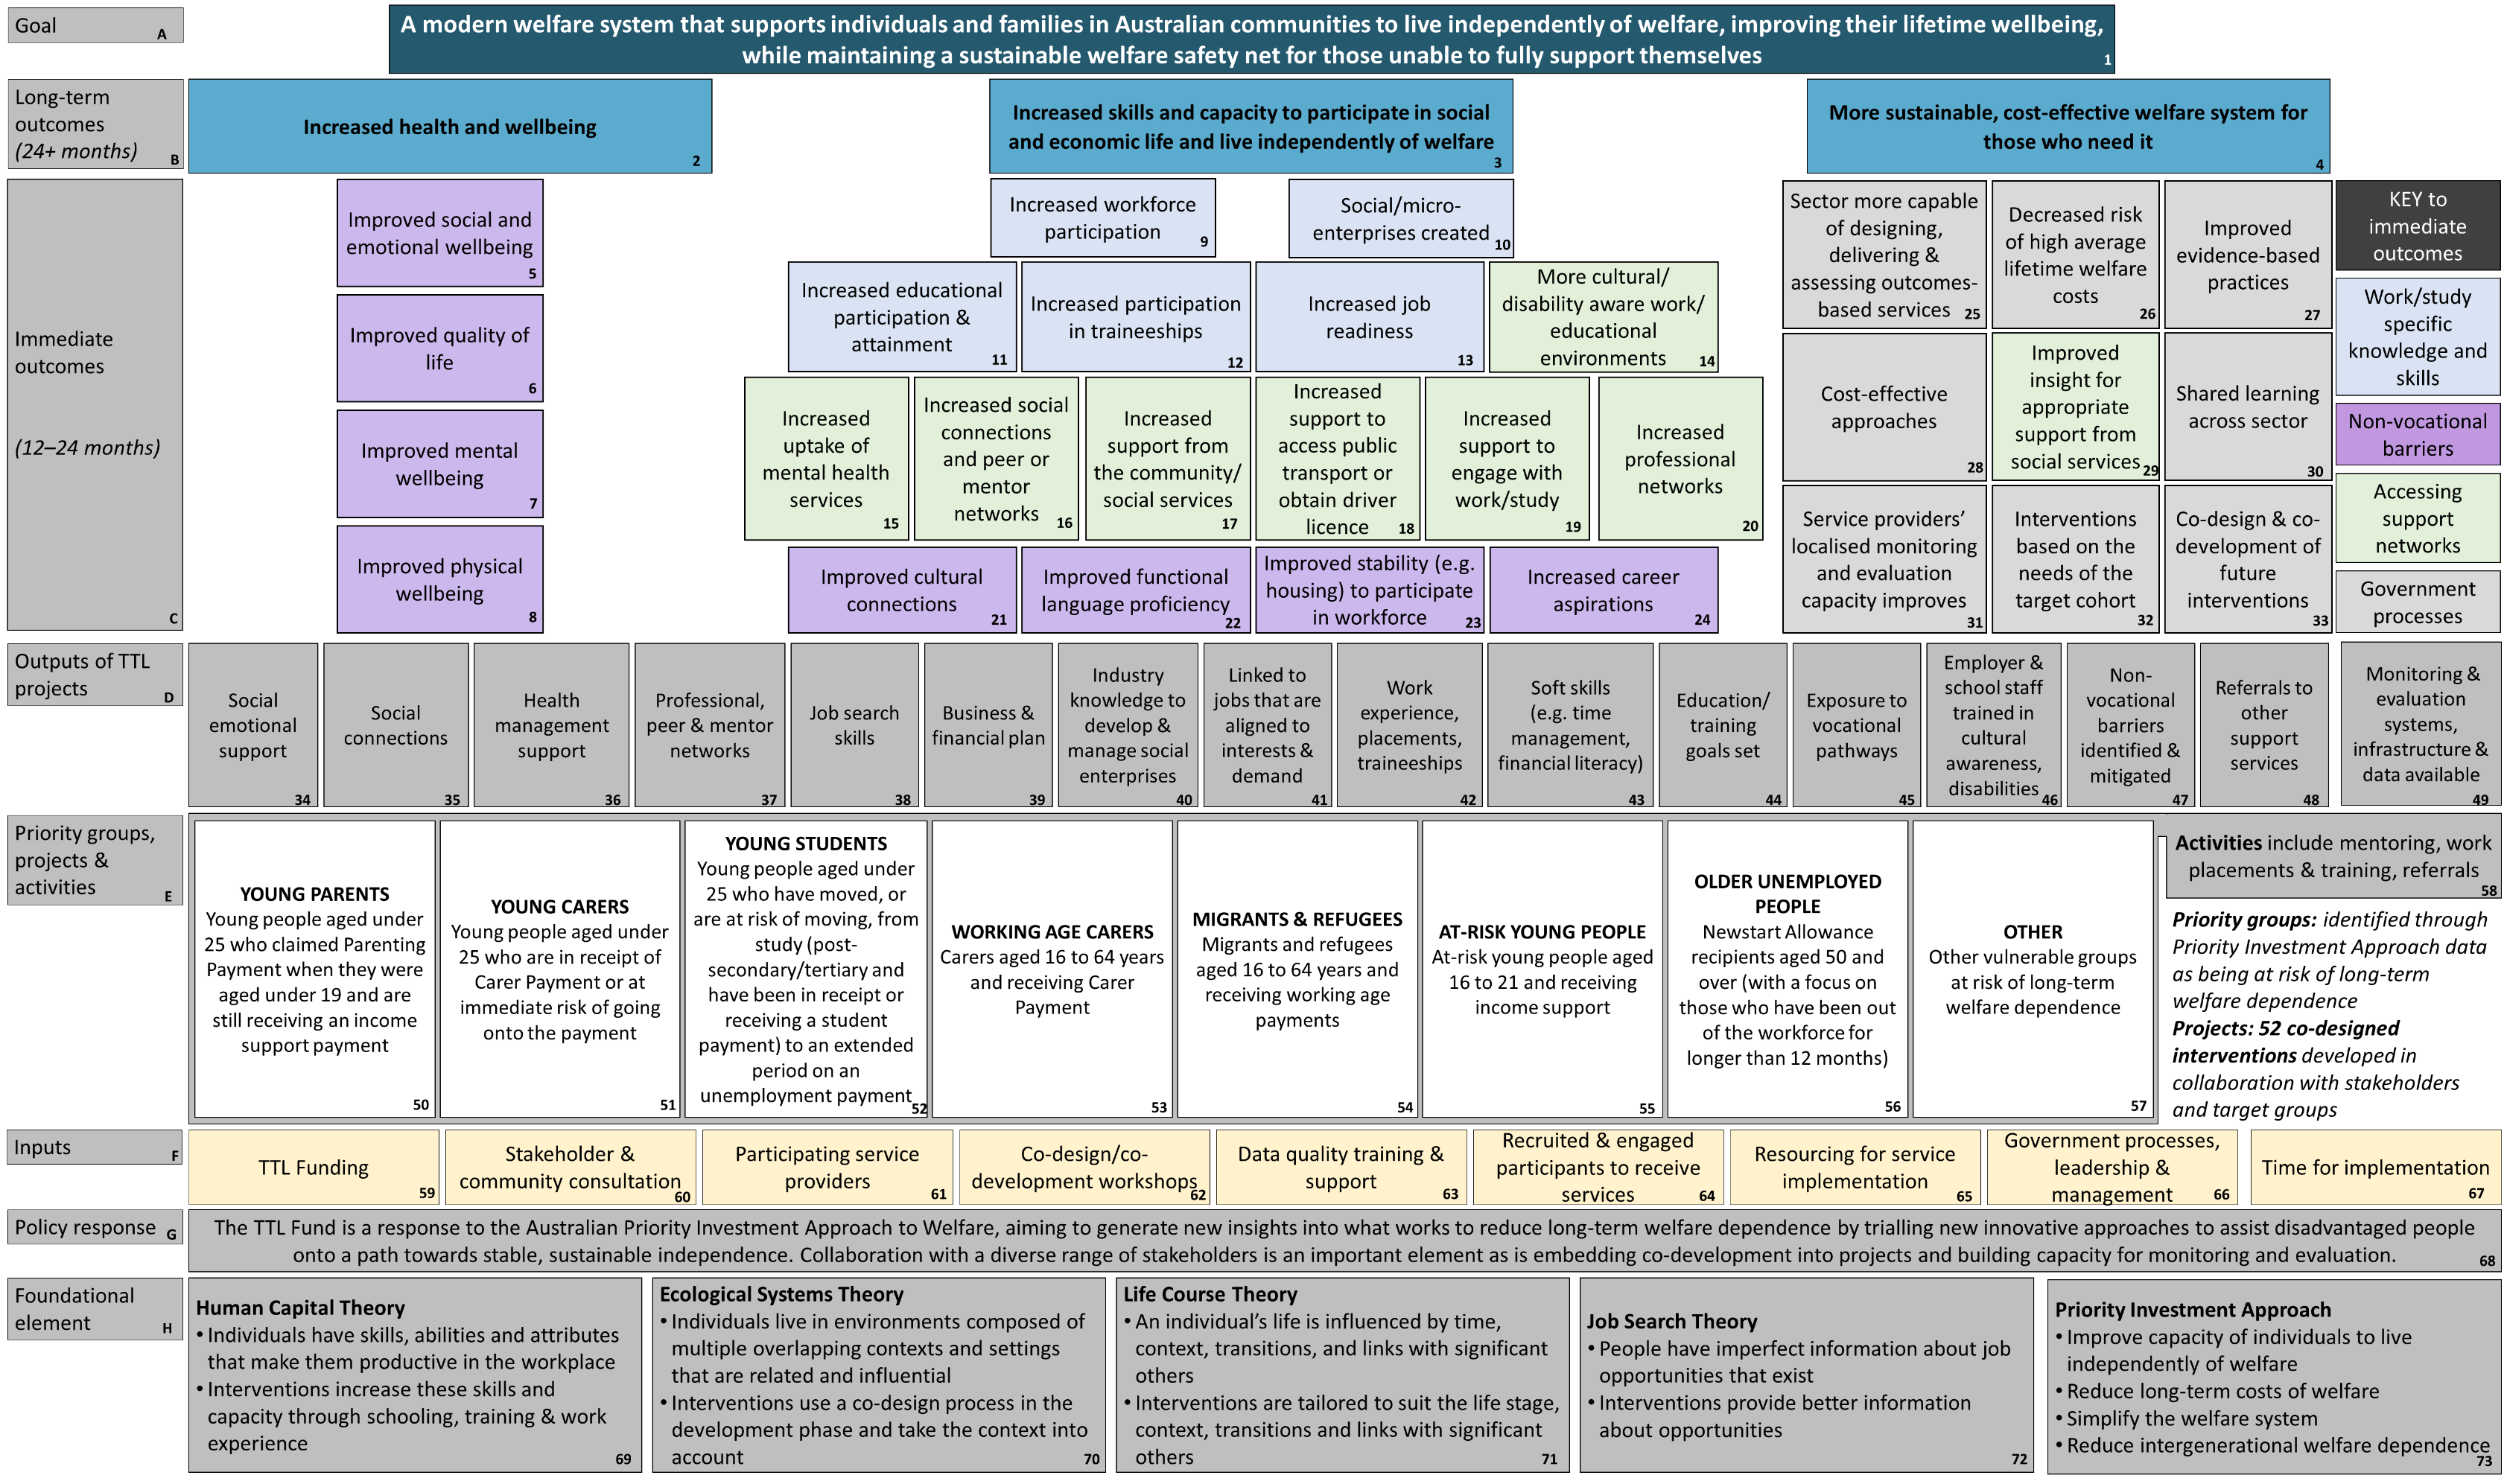 Goal
A
A modern welfare system that supports individuals and families in Australian communities to live independently of welfare, improving their lifetime wellbeing,
while maintaining a sustainable welfare safety net for those unable to fully support themselves
1
Long-term
outcomes
(24+ months)
B
Increased health and wellbeing
2
Increased skills and capacity to participate in social
and economic life and live independently of welfare
3
More sustainable, cost-effective welfare system for
those who need it
4
Immediate
outcomes
(12–24 months)
C
Improved social and
emotional wellbeing
5
Improved quality of
life
6
Improved mental
wellbeing
7
Improved physical
wellbeing
8
Increased workforce
participation
9
Social/micro-
enterprises created
10
Increased educational
participation &
attainment
11
Increased participation
in traineeships
12
Increased job
readiness
13
More cultural/
disability aware work/
educational
environments
14
Increased
uptake of
mental health
services
15
Increased social
connections
and peer or
mentor
networks
16
Increased
support from
the community/
social services
17
Increased
support to
access public
transport or
obtain driver
licence
18
Increased
support to
engage with
work/study
19
Increased
professional
networks
20
Improved cultural
connections
21
Improved functional
language proficiency
22
Improved stability (e.g.
housing) to participate
in workforce
23
Increased career
aspirations
24
Sector more capable
of designing,
delivering &
assessing outcomes-
based services
25
Decreased risk
of high average
lifetime welfare
costs
26
Improved
evidence-based
practices
27
Cost-effective
approaches
28
Improved
insight for
appropriate
support from
social services
29
Shared learning
across sector
30
Service providers’
localised monitoring
and evaluation
capacity improves
31
Interventions
based on the
needs of the
target cohort
32
Co-design & co-
development of
future
interventions
33
KEY to
immediate
outcomes
Work/study
specific
knowledge and
skills
Non-vocational
barriers
Accessing
support
networks
Government
processes
Outputs of TTL
projects
D
Social
emotional
support
34
Social
connections
35
Health
management
support
36
Professional,
peer & mentor
networks
37
Job search
skills
38
Business &
financial plan
39
Industry
knowledge to
develop &
manage social
enterprises
40
Linked to
jobs that are
aligned to
interests &
demand
41
Work
experience,
placements,
traineeships
42
Soft skills
(e.g. time
management,
financial literacy)
43
Education/
training
goals set
44
Exposure to
vocational
pathways
45
Employer &
school staff
trained in
cultural
awareness,
disabilities
46
Non-
vocational
barriers
identified &
mitigated
47
Referrals to
other
support
services
48
Monitoring &
evaluation
systems,
infrastructure &
data available
49
Priority groups,
projects &
activities
E
YOUNG PARENTS
Young people aged under
25 who claimed Parenting
Payment when they were
aged under 19 and are
still receiving an income
support payment
50
YOUNG CARERS
Young people aged under
25 who are in receipt of
Carer Payment or at
immediate risk of going
onto the payment
51
YOUNG STUDENTS
Young people aged under
25 who have moved, or
are at risk of moving, from
study (post-
secondary/tertiary and
have been in receipt or
receiving a student
payment) to an extended
period on an
unemployment payment
52
WORKING AGE CARERS
Carers aged 16 to 64 years
and receiving Carer
Payment
53
MIGRANTS & REFUGEES
Migrants and refugees
aged 16 to 64 years and
receiving working age
payments
54
AT-RISK YOUNG PEOPLE
At-risk young people aged
16 to 21 and receiving
income support
55
OLDER UNEMPLOYED
PEOPLE
Newstart Allowance
recipients aged 50 and
over (with a focus on
those who have been out
of the workforce for
longer than 12 months)
56
OTHER
Other vulnerable groups
at risk of long-term
welfare dependence
57
Activities include mentoring, work
placements & training, referrals
58
Priority groups: identified through
Priority Investment Approach data
as being at risk of long-term
welfare dependence
Projects: 52 co-designed
interventions developed in
collaboration with stakeholders
and target groups
Inputs
F
TTL Funding
59
Stakeholder &
community consultation
60
Participating service
providers
61
Co-design/co-
development workshops
62
Data quality training &
support
63
Recruited & engaged
participants to receive
services
64
Resourcing for service
implementation
65
Government processes,
leadership &
management
66
Time for implementation
67
Policy response
G
The TTL Fund is a response to the Australian Priority Investment Approach to Welfare, aiming to generate new insights into what works to reduce long-term welfare dependence by trialling new innovative approaches to assist disadvantaged people
onto a path towards stable, sustainable independence. Collaboration with a diverse range of stakeholders is an important element as is embedding co-development into projects and building capacity for monitoring and evaluation.
68
Foundational
element
H
Human Capital Theory
• Individuals have skills, abilities and attributes
that make them productive in the workplace
• Interventions increase these skills and
capacity through schooling, training & work
experience
69
Ecological Systems Theory
• Individuals live in environments composed of
multiple overlapping contexts and settings
that are related and influential
• Interventions use a co-design process in the
development phase and take the context into
account
70
Life Course Theory
• An individual’s life is influenced by time,
context, transitions, and links with significant
others
• Interventions are tailored to suit the life stage,
context, transitions and links with significant
others
71
Job Search Theory
• People have imperfect information about job
opportunities that exist
• Interventions provide better information
about opportunities
72
Priority Investment Approach
• Improve capacity of individuals to live
independently of welfare
• Reduce long-term costs of welfare
• Simplify the welfare system
• Reduce intergenerational welfare dependence
73